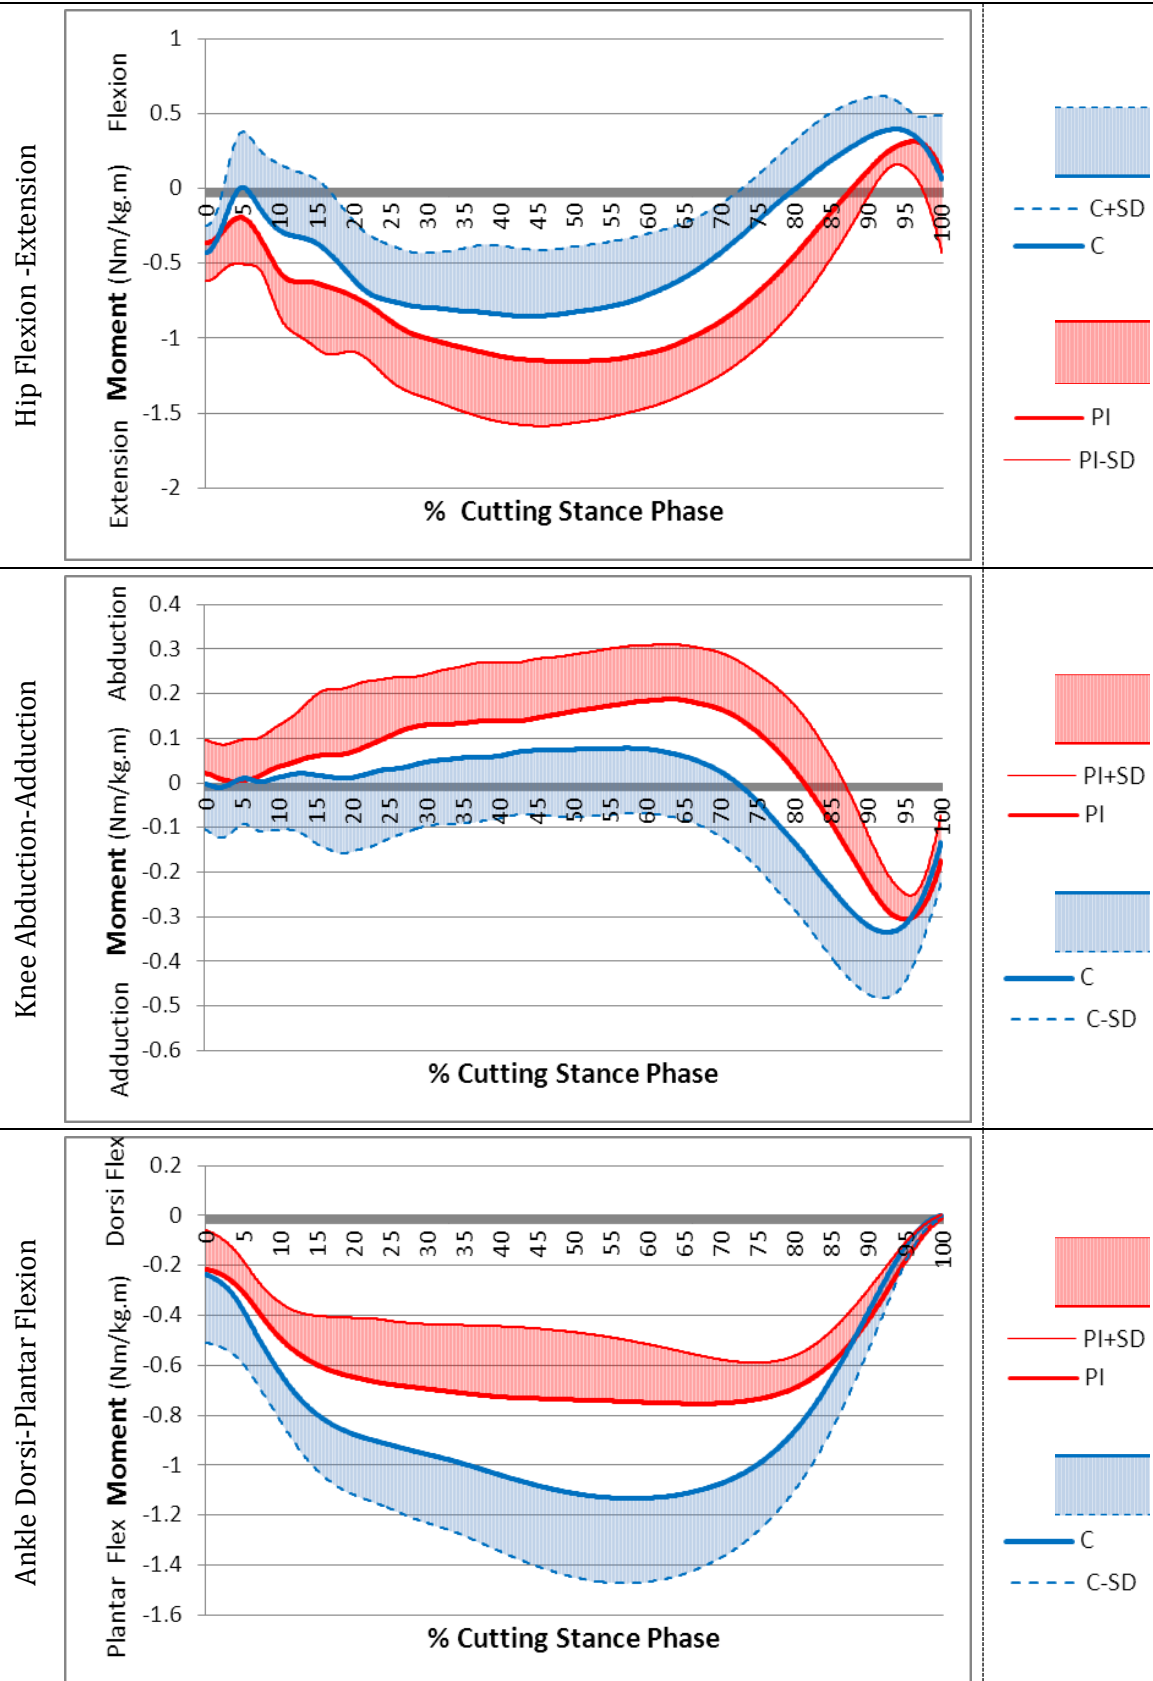 Hip Flexion -Extension
Extension Moment (Nm/kg.m) Flexion
1
0.5
0
-0.5
-1
-1.5
-2
0 5 10 15 20 25 30 35 40 45 50 55 60 65 70 75 80 85 90 95 100
% Cutting Stance Phase
C+SD
C
PI
PI-SD
Knee Abduction-Adduction
Adduction Moment (Nm/kg.m) Abduction
0.4
0.3
0.2
0.1
0
-0.1
-0.2
-0.3
-0.4
-0.5
-0.6
0 5 10 15 20 25 30 35 40 45 50 55 60 65 70 75 80 85 90 95 100
% Cutting Stance Phase
PI+SD
PI
C
C-SD
Ankle Dorsi-Plantar Flexion
Plantar Flex Moment (Nm/kg.m) Dorsi Flex
0.2
0
-0.2
-0.4
-0.6
-0.8
-1
-1.2
-1.4
-1.6
0 5 10 15 20 25 30 35 40 45 50 55 60 65 70 75 80 85 90 95 100
% Cutting Stance Phase
PI+SD
PI
C
C-SD